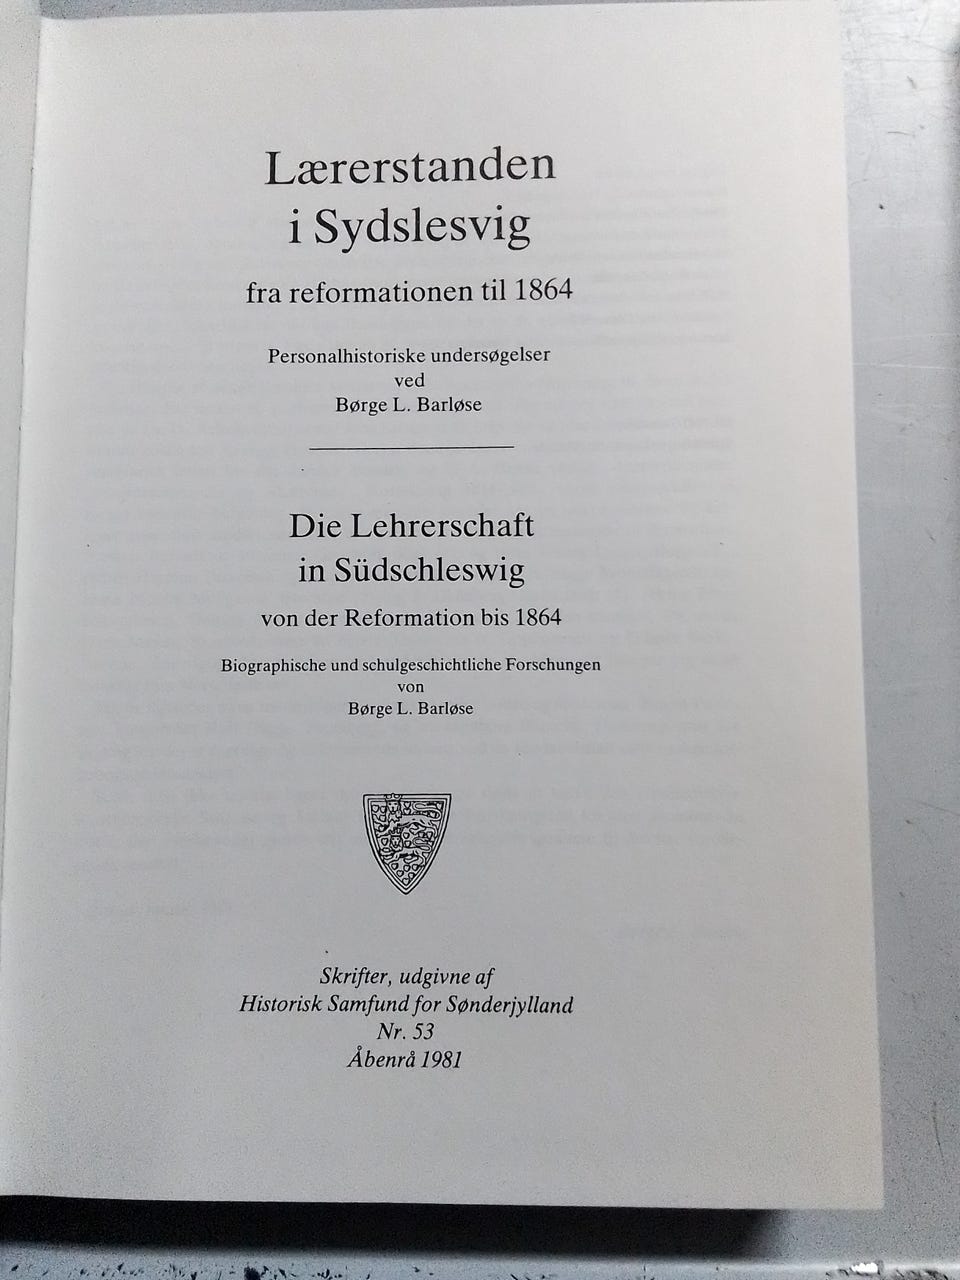 Lærerstanden
i Sydslesvig
fra reformationen til 1864
Personalhistoriske undersøgelser
ved
Børge L. Barløse
Die Lehrerschaft
in Südschleswig
von der Reformation bis 1864
Biographische und schulgeschichtliche Forschungen
von
Børge L. Barløse
Skrifter, udgivne af
Historisk Samfund for Sønderjylland
Nr. 53
Åbenrå 1981